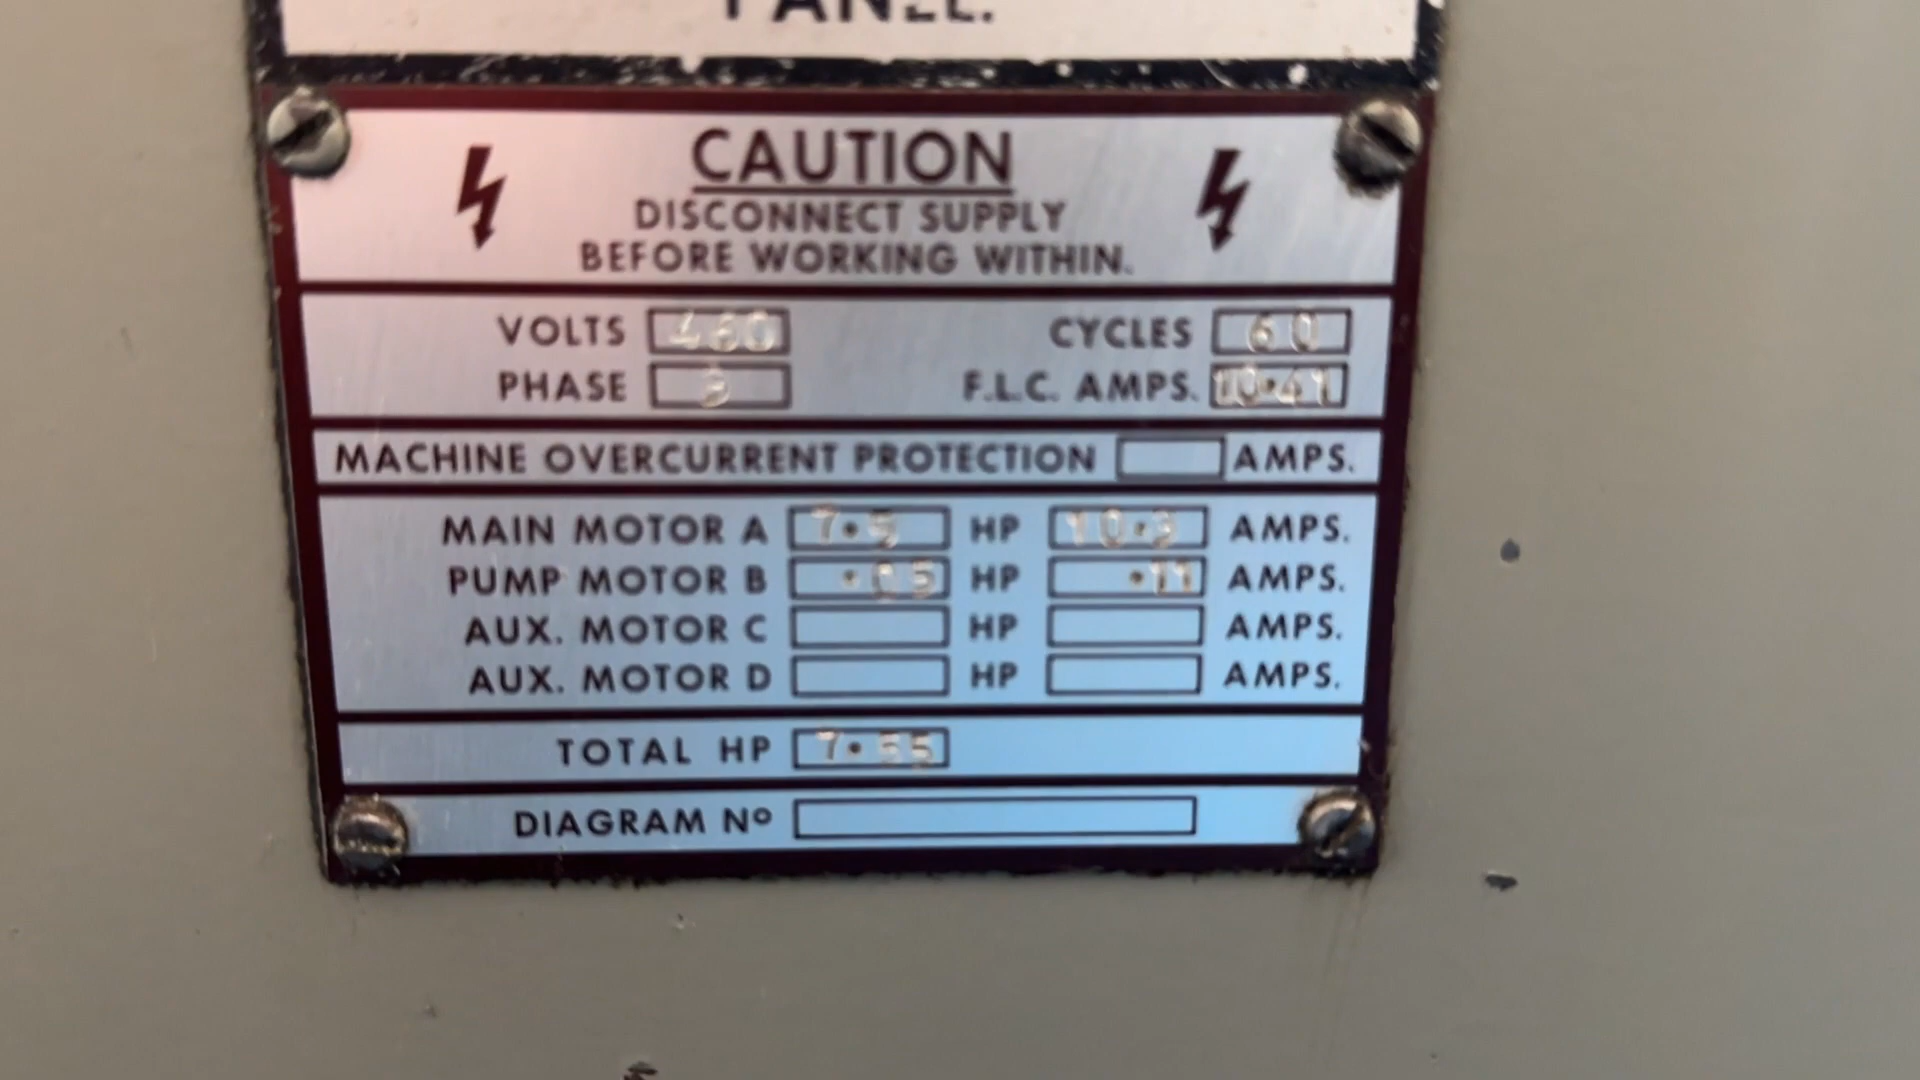 PANEL.
CAUTION
DISCONNECT SUPPLY
BEFORE WORKING WITHIN.
VOLTS 460 CYCLES 60
PHASE 3 F.L.C. AMPS. 10.41
MACHINE OVERCURRENT PROTECTION AMPS.
MAIN MOTOR A 7.5 HP 10.3 AMPS.
PUMP MOTOR B .05 HP .11 AMPS.
AUX. MOTOR C HP AMPS.
AUX. MOTOR D HP AMPS.
TOTAL HP 7.55
DIAGRAM Nº